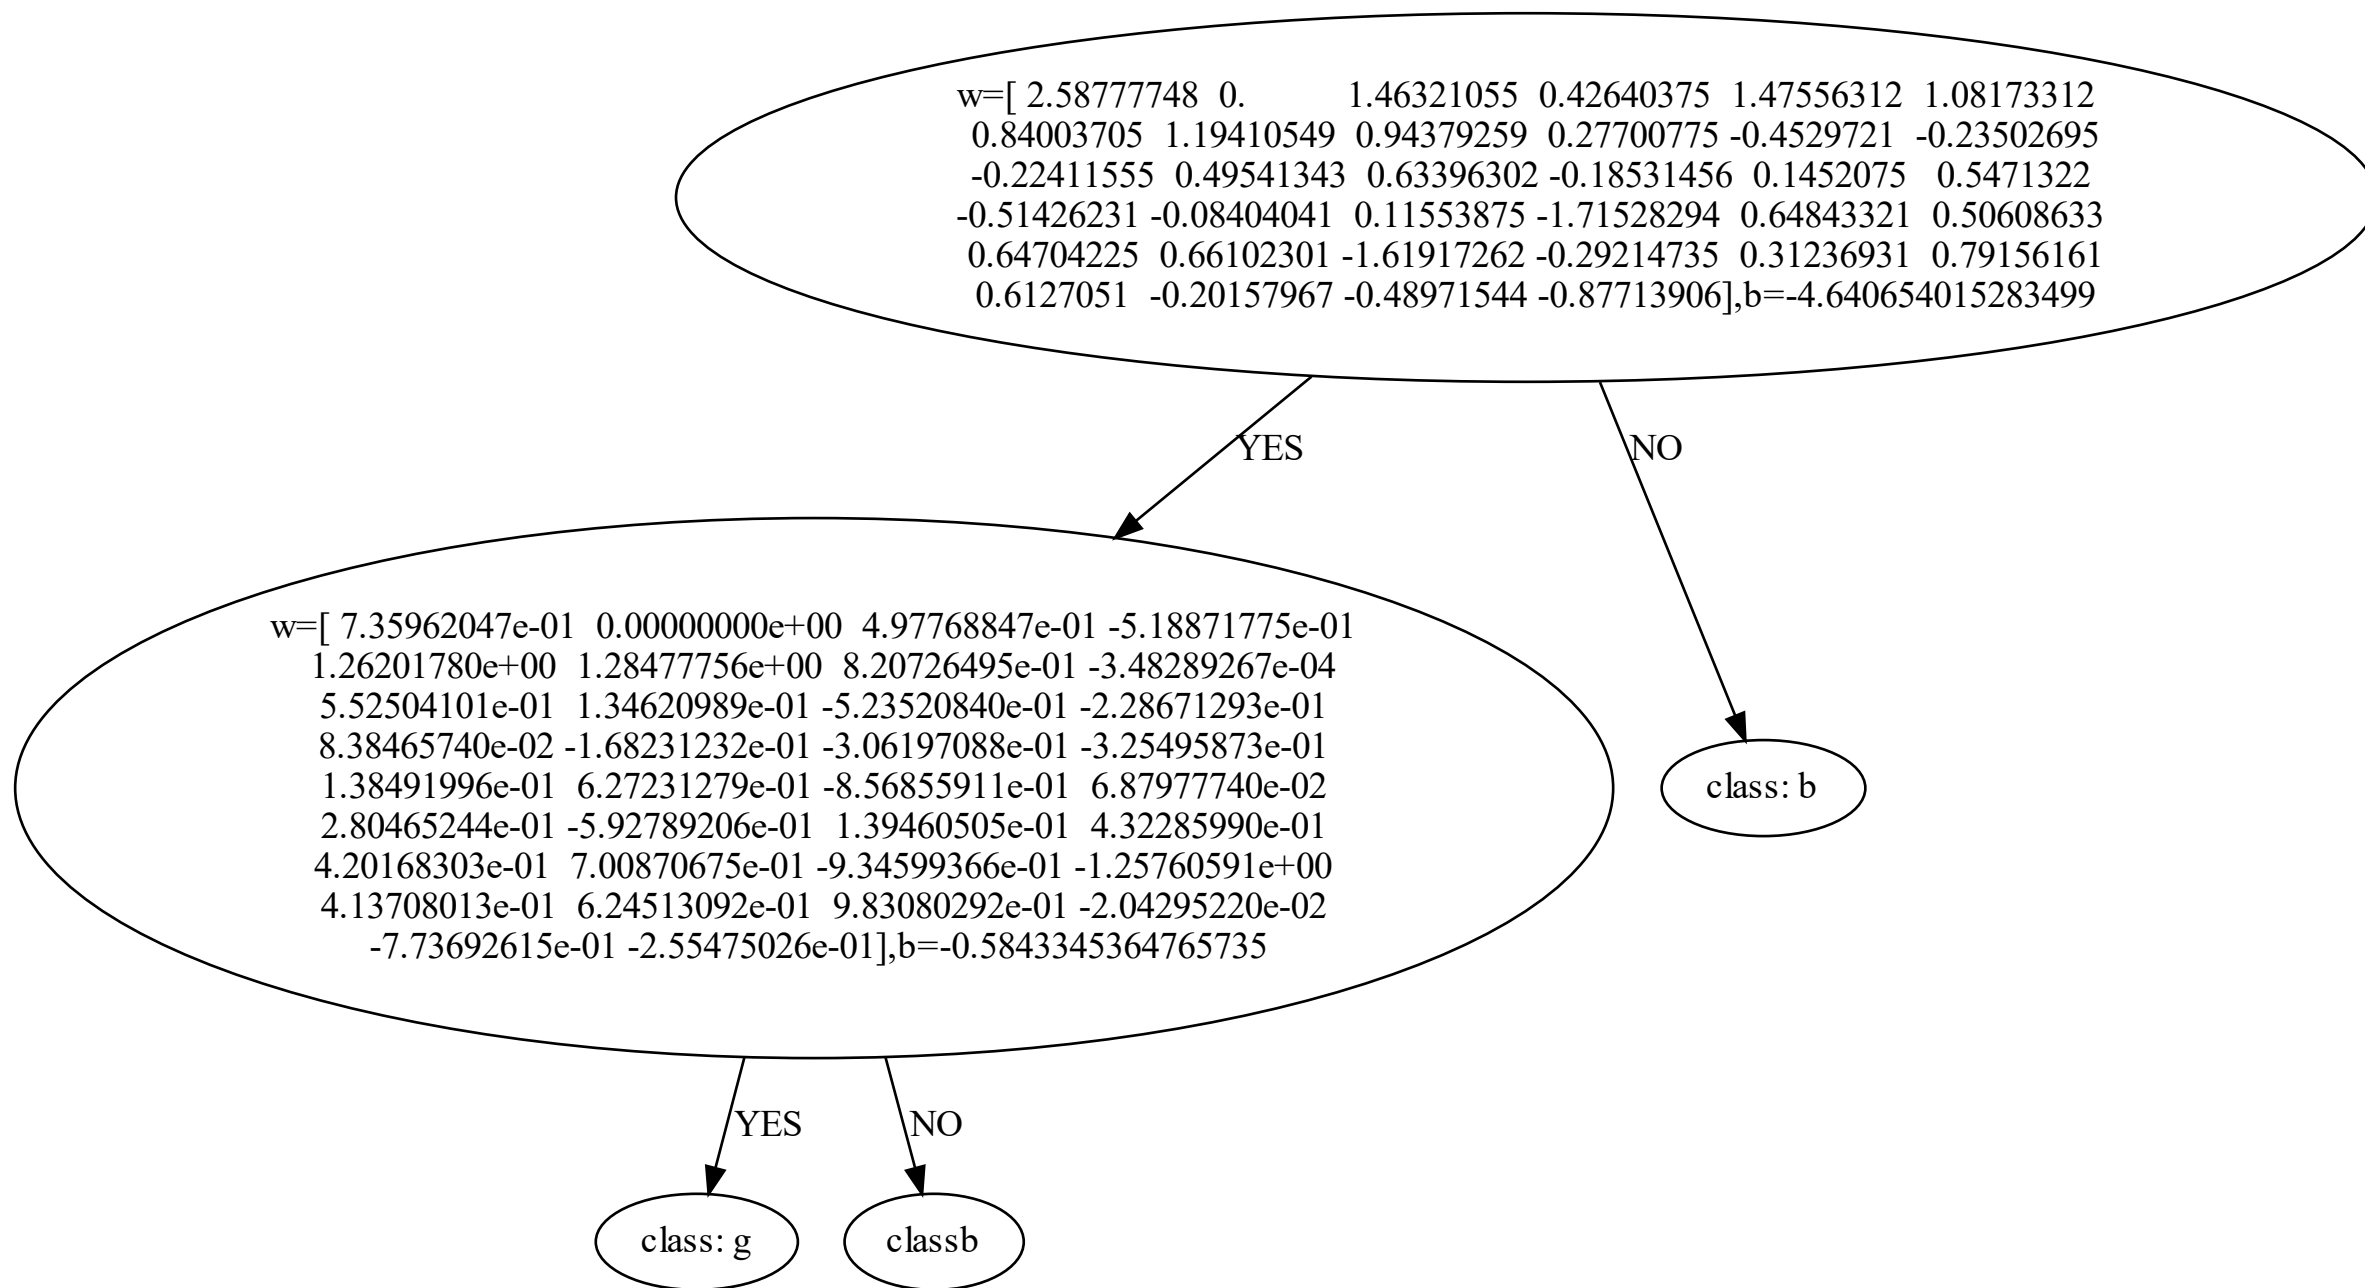 w=[ 2.58777748 0. 1.46321055 0.42640375 1.47556312 1.08173312
0.84003705 1.19410549 0.94379259 0.27700775 -0.4529721 -0.23502695
-0.22411555 0.49541343 0.63396302 -0.18531456 0.1452075 0.5471322
-0.51426231 -0.08404041 0.11553875 -1.71528294 0.64843321 0.50608633
0.64704225 0.66102301 -1.61917262 -0.29214735 0.31236931 0.79156161
0.6127051 -0.20157967 -0.48971544 -0.87713906],b=-4.640654015283499
YES
NO
w=[ 7.35962047e-01 0.00000000e+00 4.97768847e-01 -5.18871775e-01
1.26201780e+00 1.28477756e+00 8.20726495e-01 -3.48289267e-04
5.52504101e-01 1.34620989e-01 -5.23520840e-01 -2.28671293e-01
8.38465740e-02 -1.68231232e-01 -3.06197088e-01 -3.25495873e-01
1.38491996e-01 6.27231279e-01 -8.56855911e-01 6.87977740e-02
2.80465244e-01 -5.92789206e-01 1.39460505e-01 4.32285990e-01
4.20168303e-01 7.00870675e-01 -9.34599366e-01 -1.25760591e+00
4.13708013e-01 6.24513092e-01 9.83080292e-01 -2.04295220e-02
-7.73692615e-01 -2.55475026e-01],b=-0.5843345364765735
class: b
YES
NO
class: g
classb